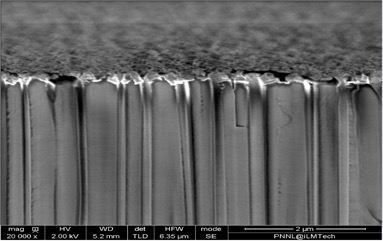 mag HV WD det HFW mode 2 µm
20 000 x 2.00 kV 5.2 mm TLD 6.35 µm SE PNNL@iLMTech